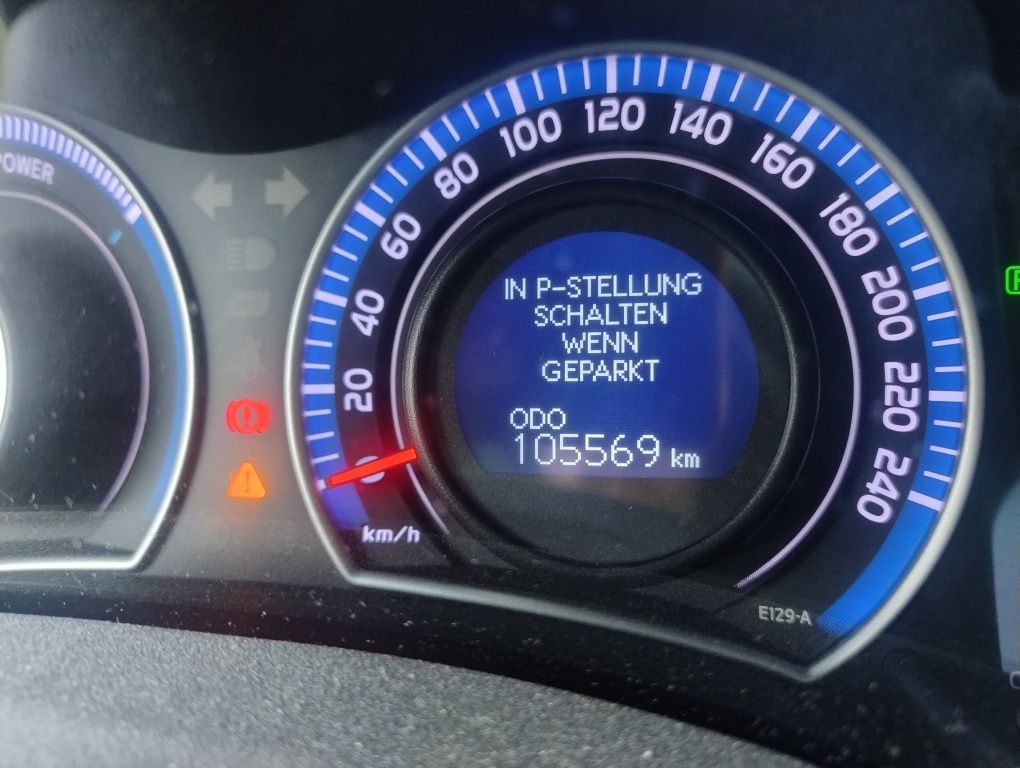 POWER
20
40
60
80
100
120
140
160
180
200
220
240
IN P-STELLUNG
SCHALTEN
WENN
GEPARKT
ODO
105569 km
0
km/h
E129-A